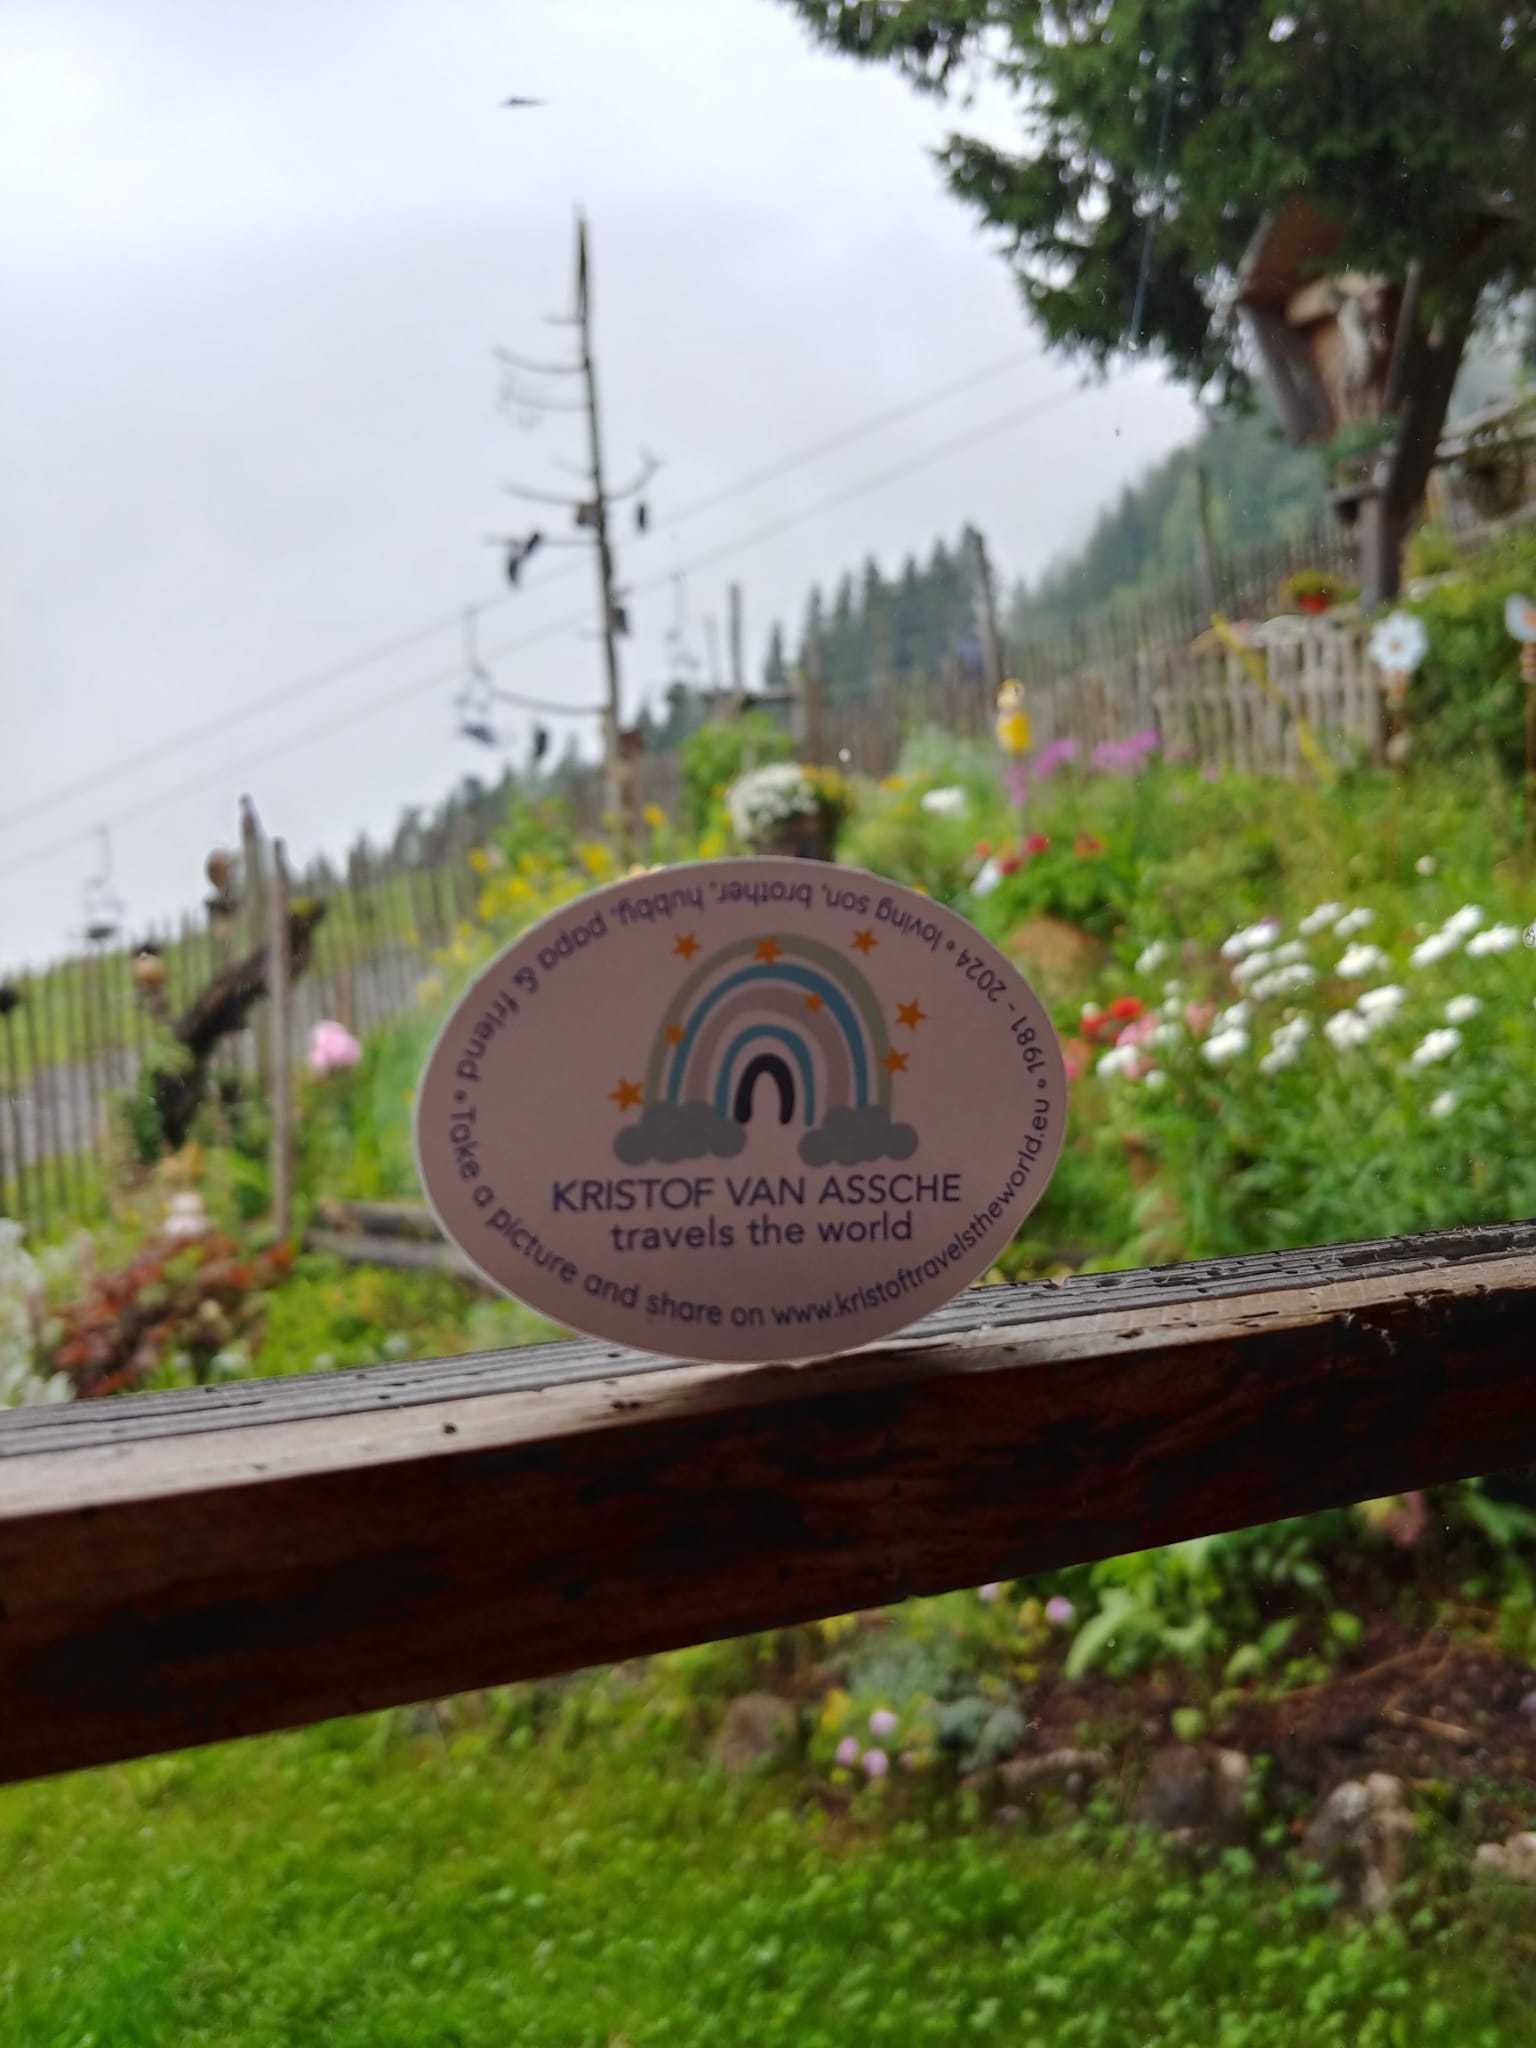 KRISTOF VAN ASSCHE
travels the world
• 1981 - 2024 • loving son, brother, hubby, papa & friend • Take a picture and share on www.kristoftravelstheworld.eu